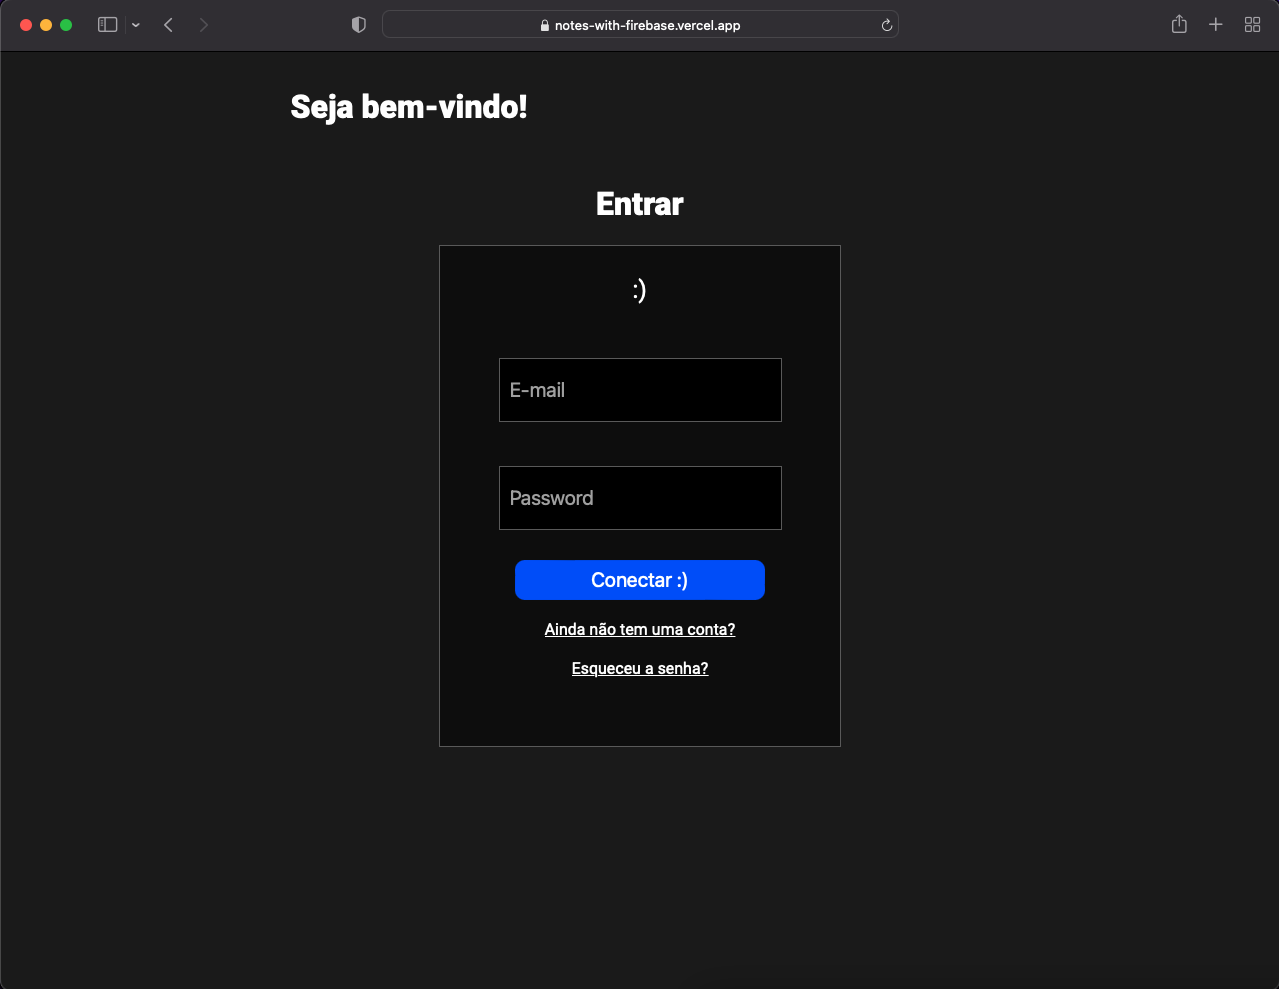 notes-with-firebase.vercel.app
Seja bem-vindo!
Entrar
:)
E-mail
Password
Conectar :)
Ainda não tem uma conta?
Esqueceu a senha?